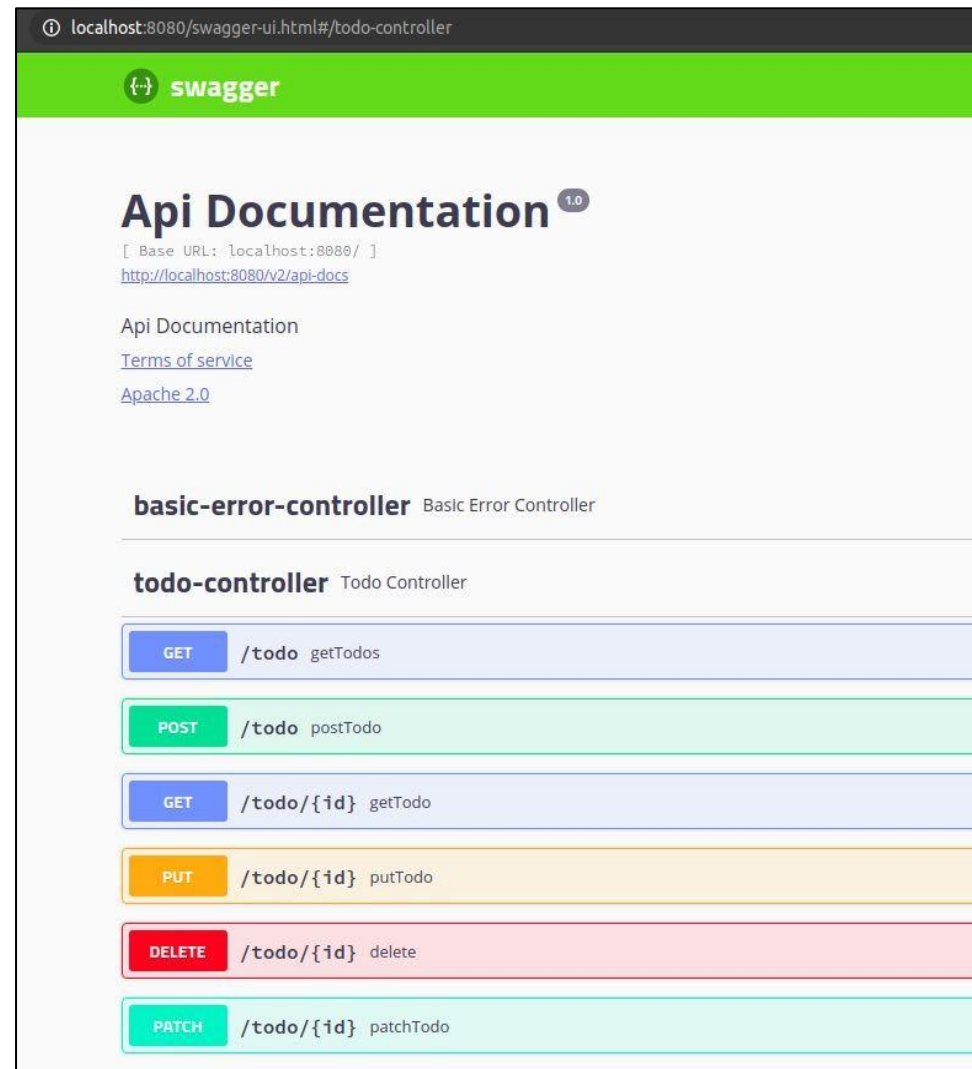 localhost:8080/swagger-ui.html#/todo-controller
{··} swagger
Api Documentation 1.0
[ Base URL: localhost:8080/ ]
http://localhost:8080/v2/api-docs
Api Documentation
Terms of service
Apache 2.0
basic-error-controller Basic Error Controller
todo-controller Todo Controller
GET /todo getTodos
POST /todo postTodo
GET /todo/{id} getTodo
PUT /todo/{id} putTodo
DELETE /todo/{id} delete
PATCH /todo/{id} patchTodo